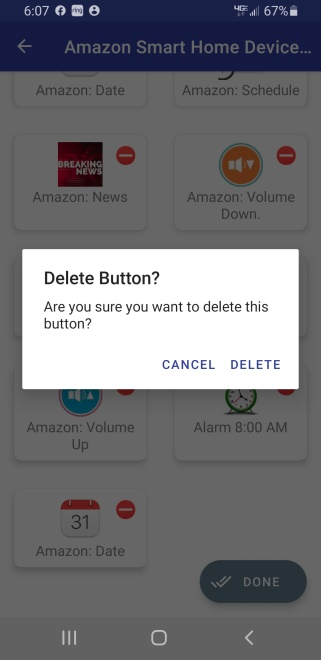 6:07 ring 4GE 67%
Amazon Smart Home Device...
Amazon: Date
Amazon: Schedule
BREAKING
NEWS
Amazon: News
Amazon: Volume
Down.
Delete Button?
Are you sure you want to delete this
button?
CANCEL DELETE
Amazon: Volume
Up
Alarm 8:00 AM
31
Amazon: Date
DONE